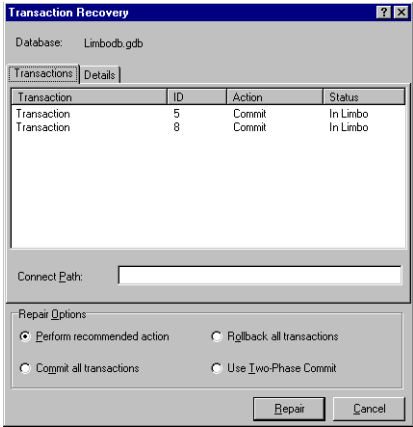 Transaction Recovery
Database: Limbodb.gdb
Transactions Details
Transaction ID Action Status
Transaction 5 Commit In Limbo
Transaction 8 Commit In Limbo
Connect Path:
Repair Options
Perform recommended action Rollback all transactions
Commit all transactions Use Two-Phase Commit
Repair Cancel